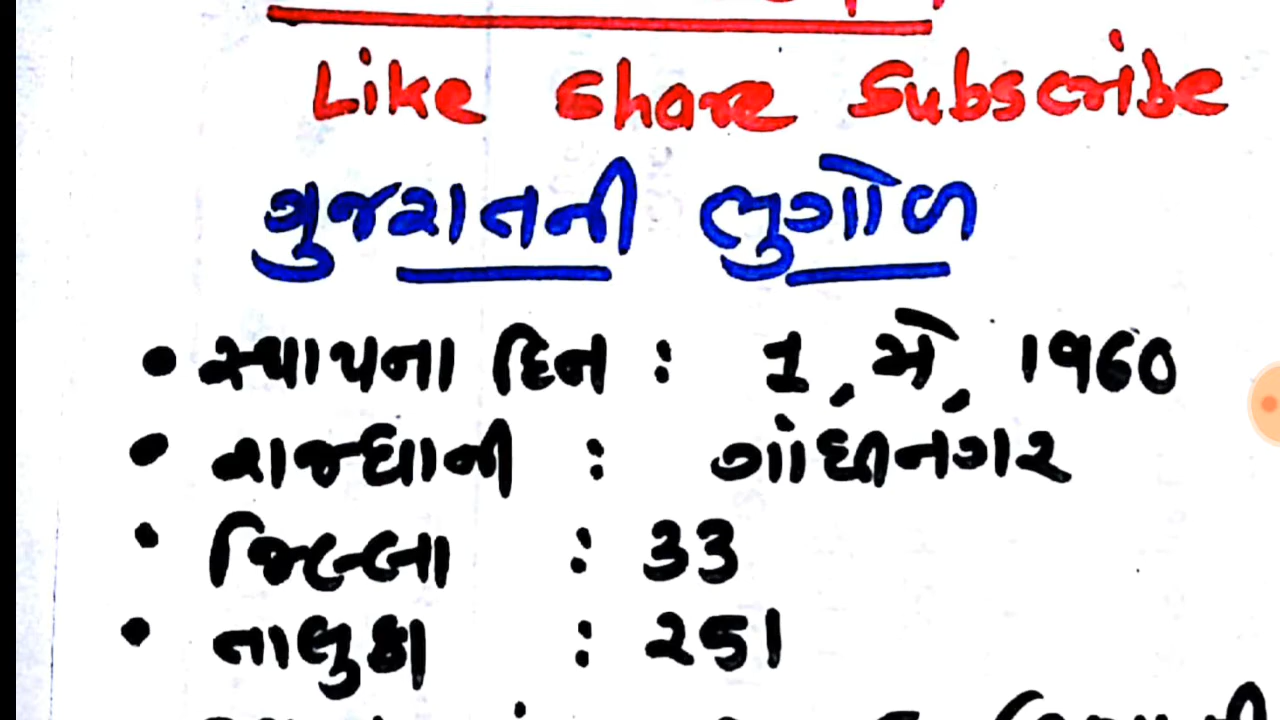 Like Share Subscribe
ગુજરાતની ભુગોળ
• સ્થાપના દિન : 1, મે, 1960
• રાજધાની : ગાંધીનગર
• જિલ્લા : 33
• તાલુકા : 251